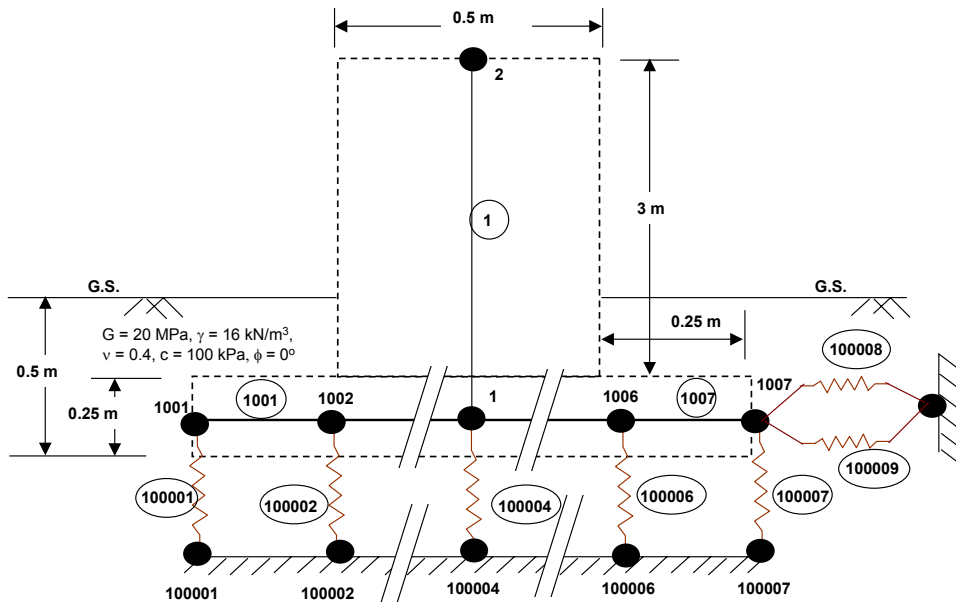 0.5 m
2
1
3 m
G.S.
G.S.
G = 20 MPa, γ = 16 kN/m³,
ν = 0.4, c = 100 kPa, ϕ = 0º
0.5 m
0.25 m
0.25 m
100008
1001
1001
1002
1
1006
1007
1007
100009
100001
100002
100004
100006
100007
100001
100002
100004
100006
100007